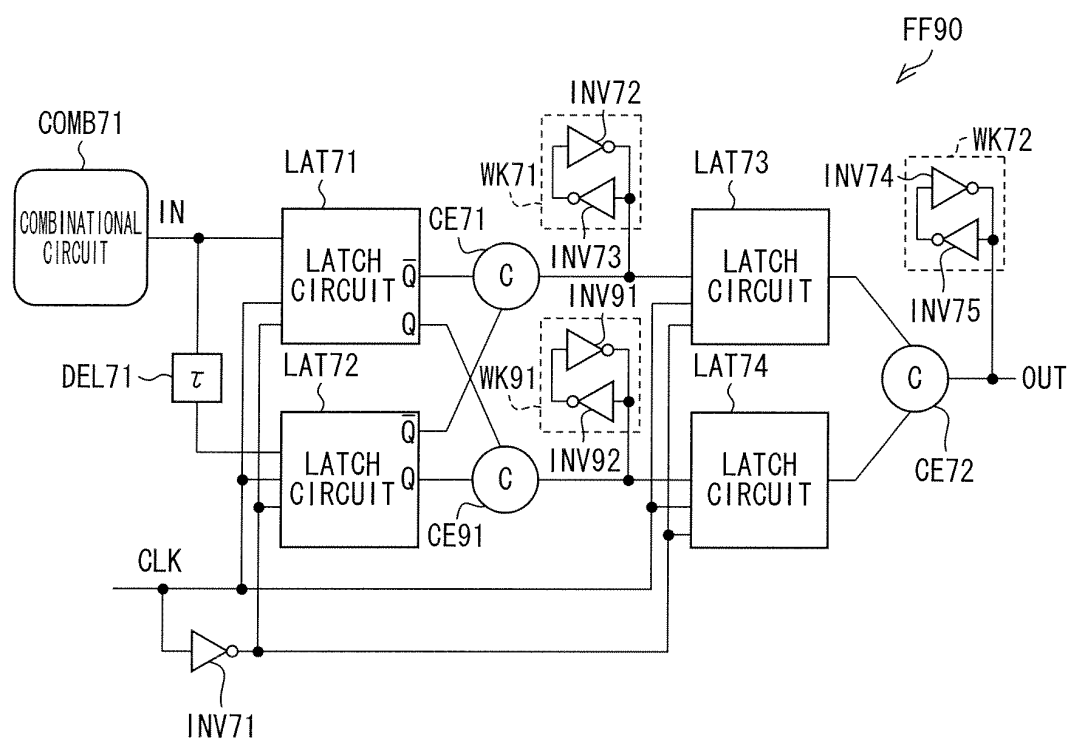 FF90
COMB71
COMBINATIONAL
CIRCUIT
IN
LAT71
LATCH
CIRCUIT
Q̅
Q
CE71
C
INV72
WK71
INV73
LAT73
LATCH
CIRCUIT
INV74
WK72
INV75
DEL71
τ
LAT72
LATCH
CIRCUIT
Q̅
Q
CE91
C
INV91
WK91
INV92
LAT74
LATCH
CIRCUIT
C
CE72
OUT
CLK
INV71